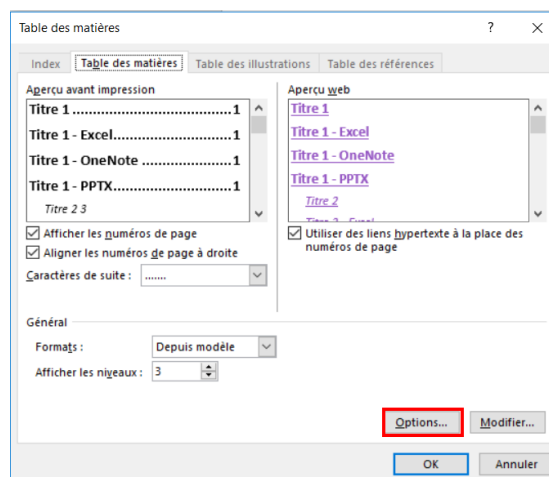 Table des matières ? ×
Index Table des matières Table des illustrations Table des références
Aperçu avant impression
Titre 1 ................................1
Titre 1 - Excel.........................1
Titre 1 - OneNote ....................1
Titre 1 - PPTX.........................1
Titre 2 3
Aperçu web
Titre 1
Titre 1 - Excel
Titre 1 - OneNote
Titre 1 - PPTX
Titre 2
Titre 2 - Excel
Afficher les numéros de page
Aligner les numéros de page à droite
Caractères de suite : .......
Utiliser des liens hypertexte à la place des
numéros de page
Général
Formats : Depuis modèle
Afficher les niveaux : 3
Options... Modifier...
OK Annuler